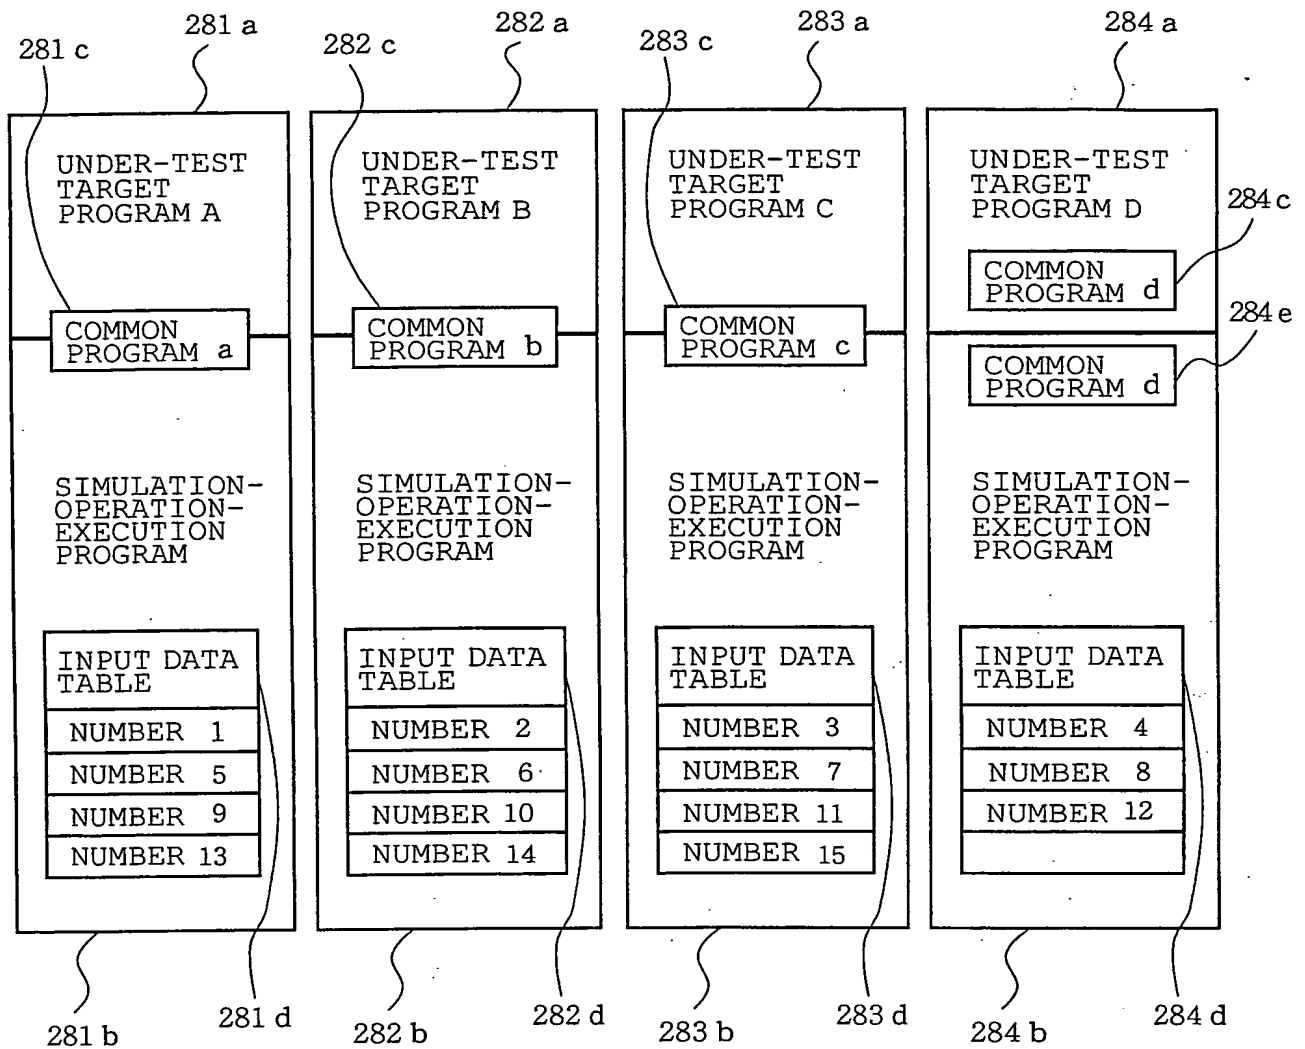 281 a
282 a
283 a
284 a
281 c
282 c
283 c
UNDER-TEST
TARGET
PROGRAM A
UNDER-TEST
TARGET
PROGRAM B
UNDER-TEST
TARGET
PROGRAM C
UNDER-TEST
TARGET
PROGRAM D
284 c
COMMON
PROGRAM d
284 e
COMMON
PROGRAM a
COMMON
PROGRAM b
COMMON
PROGRAM c
COMMON
PROGRAM d
SIMULATION-
OPERATION-
EXECUTION
PROGRAM
SIMULATION-
OPERATION-
EXECUTION
PROGRAM
SIMULATION-
OPERATION-
EXECUTION
PROGRAM
SIMULATION-
OPERATION-
EXECUTION
PROGRAM
INPUT DATA
TABLE
NUMBER 1
NUMBER 5
NUMBER 9
NUMBER 13
INPUT DATA
TABLE
NUMBER 2
NUMBER 6
NUMBER 10
NUMBER 14
INPUT DATA
TABLE
NUMBER 3
NUMBER 7
NUMBER 11
NUMBER 15
INPUT DATA
TABLE
NUMBER 4
NUMBER 8
NUMBER 12
281 b
281 d
282 b
282 d
283 b
283 d
284 b
284 d